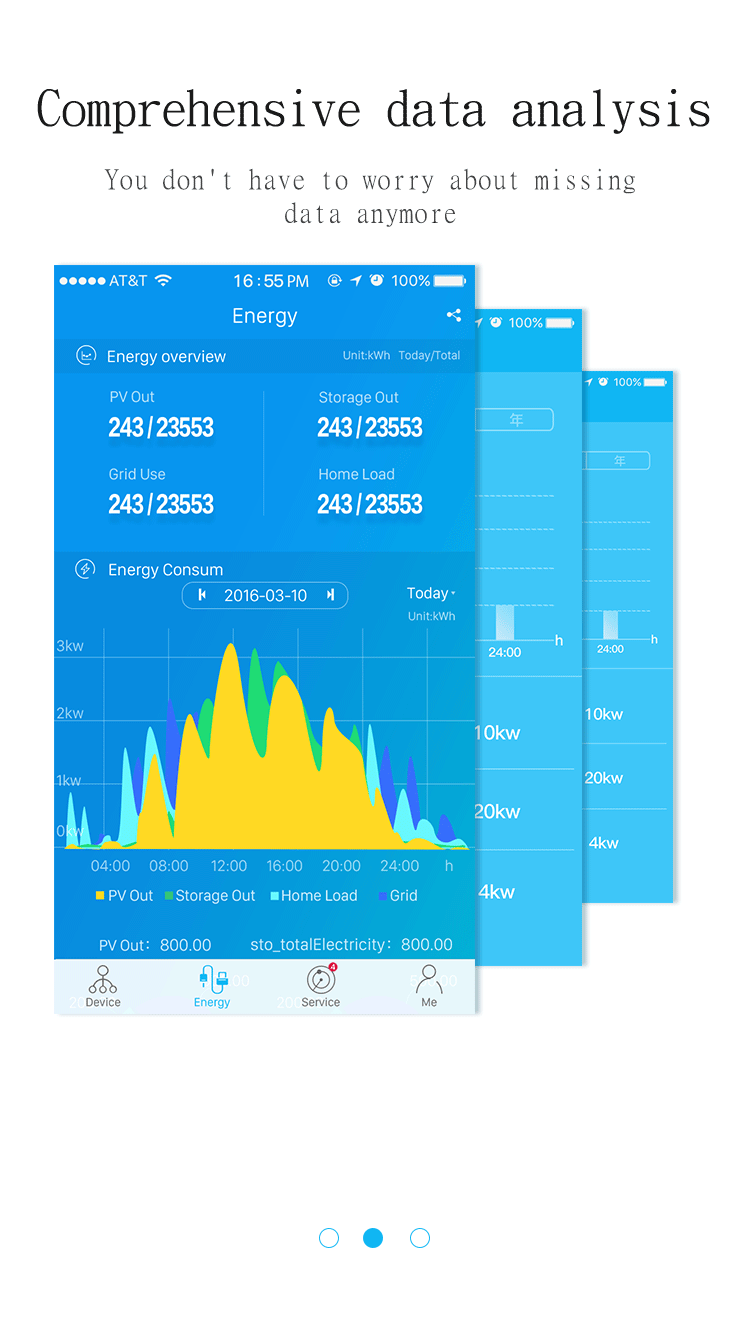 Comprehensive data analysis
You don't have to worry about missing
data anymore
AT&T 16:55 PM 100%
Energy
Energy overview Unit:kWh Today/Total
PV Out Storage Out
243/23553 243/23553
Grid Use Home Load
243/23553 243/23553
Energy Consum
2016-03-10 Today
Unit:kWh
3kw
2kw
1kw
0kw
04:00 08:00 12:00 16:00 20:00 24:00 h
PV Out Storage Out Home Load Grid
PV Out: 800.00 sto_totalElectricity: 800.00
4
Device Energy Service Me
100%
年
h
24:00
10kw
20kw
4kw
100%
年
h
24:00
10kw
20kw
4kw